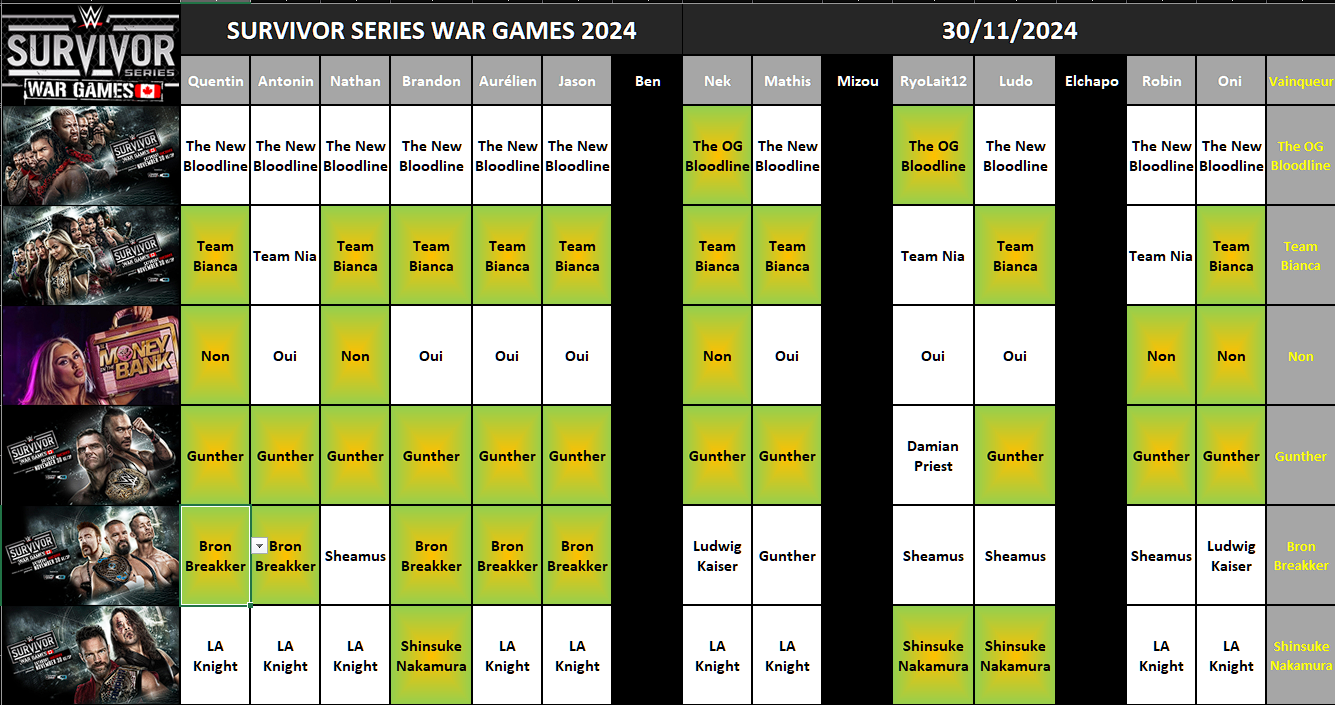 SURVIVOR SERIES WAR GAMES 2024
30/11/2024
W
SURVIVOR
SERIES
WAR GAMES
Quentin Antonin Nathan Brandon Aurélien Jason Ben Nek Mathis Mizou RyoLait12 Ludo Elchapo Robin Oni Vainqueur
SURVIVOR
The New The New The New The New The New The New The OG The New The OG The New The New The New The OG
Bloodline Bloodline Bloodline Bloodline Bloodline Bloodline Bloodline Bloodline Bloodline Bloodline Bloodline Bloodline Bloodline
SURVIVOR
Team Team Nia Team Team Team Team Team Team Team Nia Team Team Nia Team Team
Bianca Bianca Bianca Bianca Bianca Bianca Bianca Bianca Bianca Bianca
MONEY
IN THE
BANK
Non Oui Non Oui Oui Oui Non Oui Oui Oui Non Non Non
SURVIVOR
Gunther Gunther Gunther Gunther Gunther Gunther Gunther Gunther Damian Priest Gunther Gunther Gunther Gunther
SURVIVOR
Bron Bron Sheamus Bron Bron Bron Ludwig Gunther Sheamus Sheamus Sheamus Ludwig Bron
Breakker Breakker Breakker Breakker Breakker Kaiser Kaiser Breakker
SURVIVOR
LA LA LA Shinsuke LA LA LA LA Shinsuke Shinsuke LA LA Shinsuke
Knight Knight Knight Nakamura Knight Knight Knight Knight Nakamura Nakamura Knight Knight Nakamura